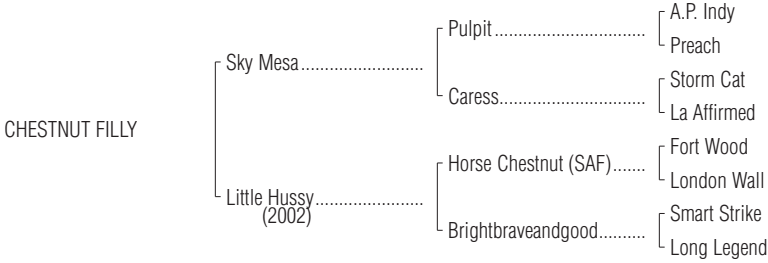 A.P. Indy
Pulpit..............................
Preach
Sky Mesa........................
Storm Cat
Caress.............................
La Affirmed
CHESTNUT FILLY
Fort Wood
Horse Chestnut (SAF).......
London Wall
Little Hussy.....................
(2002)
Smart Strike
Brightbraveandgood..........
Long Legend